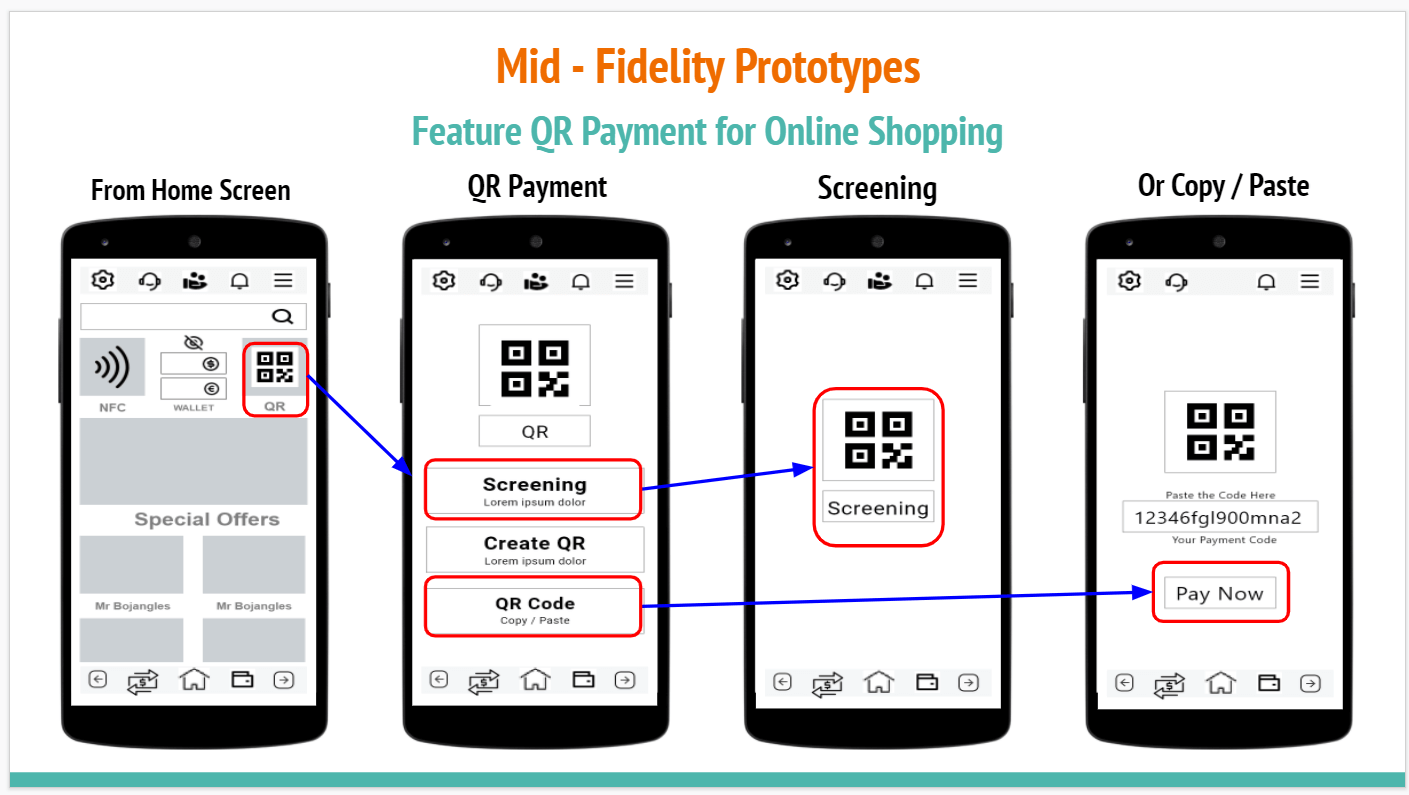 Mid - Fidelity Prototypes
Feature QR Payment for Online Shopping
From Home Screen
QR Payment
Screening
Or Copy / Paste
NFC
WALLET
QR
Special Offers
Mr Bojangles
Mr Bojangles
QR
Screening
Lorem ipsum dolor
Create QR
Lorem ipsum dolor
QR Code
Copy / Paste
Screening
Paste the Code Here
12346fgl900mna2
Your Payment Code
Pay Now